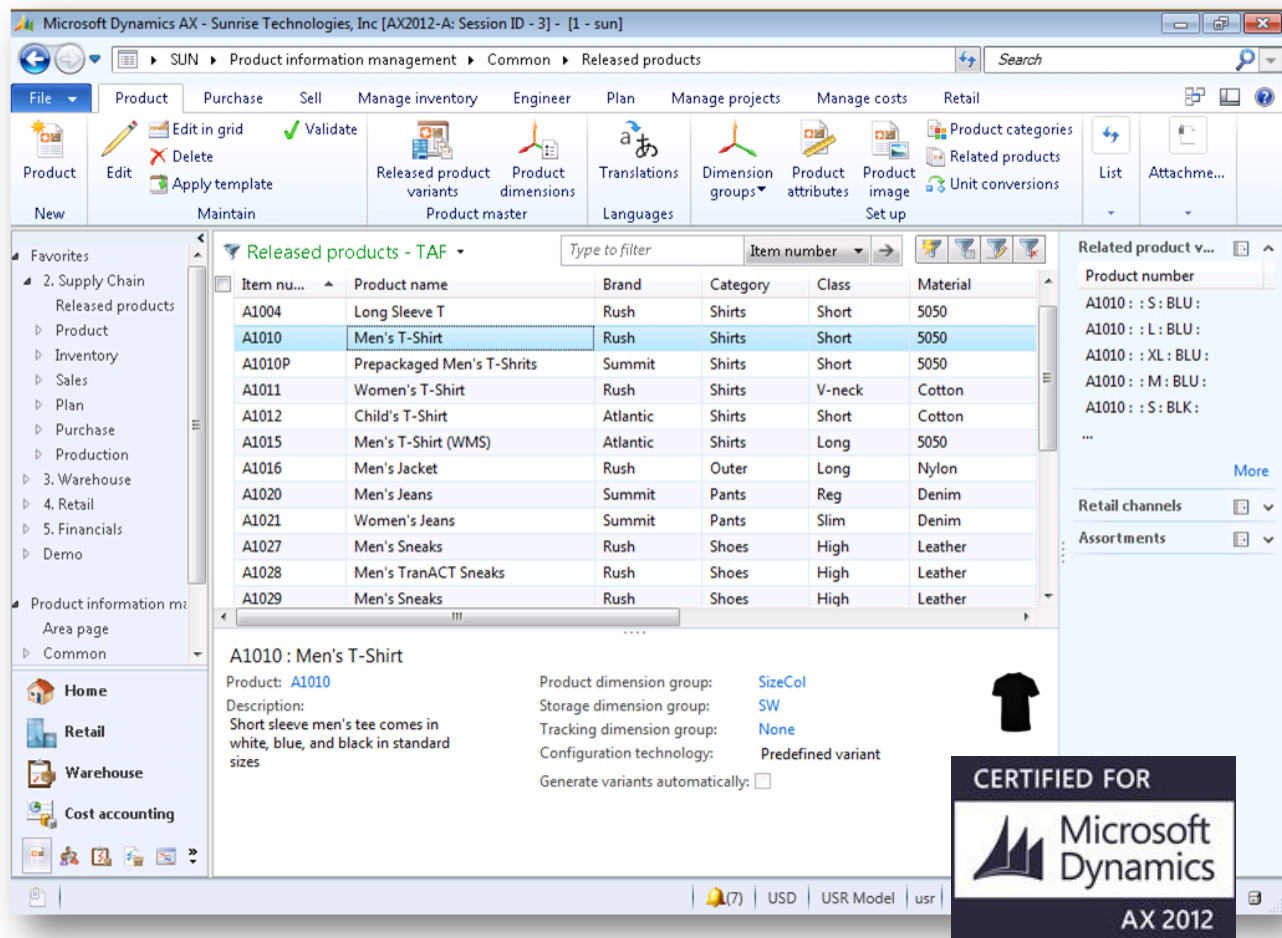 Microsoft Dynamics AX - Sunrise Technologies, Inc [AX2012-A: Session ID - 3] - [1 - sun]
SUN Product information management Common Released products Search
File Product Purchase Sell Manage inventory Engineer Plan Manage projects Manage costs Retail
Product
Edit
Edit in grid
Delete
Apply template
Validate
Released product variants
Product dimensions
Translations
Dimension groups
Product attributes
Product image
Product categories
Related products
Unit conversions
List
Attachme...
New Maintain Product master Languages Set up
Favorites
2. Supply Chain
Released products
Product
Inventory
Sales
Plan
Purchase
Production
3. Warehouse
4. Retail
5. Financials
Demo
Product information ma
Area page
Common
Home
Retail
Warehouse
Cost accounting
Released products - TAF Type to filter Item number
Item nu... Product name Brand Category Class Material
A1004 Long Sleeve T Rush Shirts Short 5050
A1010 Men's T-Shirt Rush Shirts Short 5050
A1010P Prepackaged Men's T-Shrits Summit Shirts Short 5050
A1011 Women's T-Shirt Rush Shirts V-neck Cotton
A1012 Child's T-Shirt Atlantic Shirts Short Cotton
A1015 Men's T-Shirt (WMS) Atlantic Shirts Long 5050
A1016 Men's Jacket Rush Outer Long Nylon
A1020 Men's Jeans Summit Pants Reg Denim
A1021 Women's Jeans Summit Pants Slim Denim
A1027 Men's Sneaks Rush Shoes High Leather
A1028 Men's TranACT Sneaks Rush Shoes High Leather
A1029 Men's Sneaks Rush Shoes High Leather
A1010 : Men's T-Shirt
Product: A1010
Description:
Short sleeve men's tee comes in
white, blue, and black in standard
sizes
Product dimension group: SizeCol
Storage dimension group: SW
Tracking dimension group: None
Configuration technology: Predefined variant
Generate variants automatically:
Related product v...
Product number
A1010 : : S : BLU :
A1010 : : L : BLU :
A1010 : : XL : BLU :
A1010 : : M : BLU :
A1010 : : S : BLK :
...
More
Retail channels
Assortments
(7) USD USR Model usr
CERTIFIED FOR
Microsoft
Dynamics
AX 2012